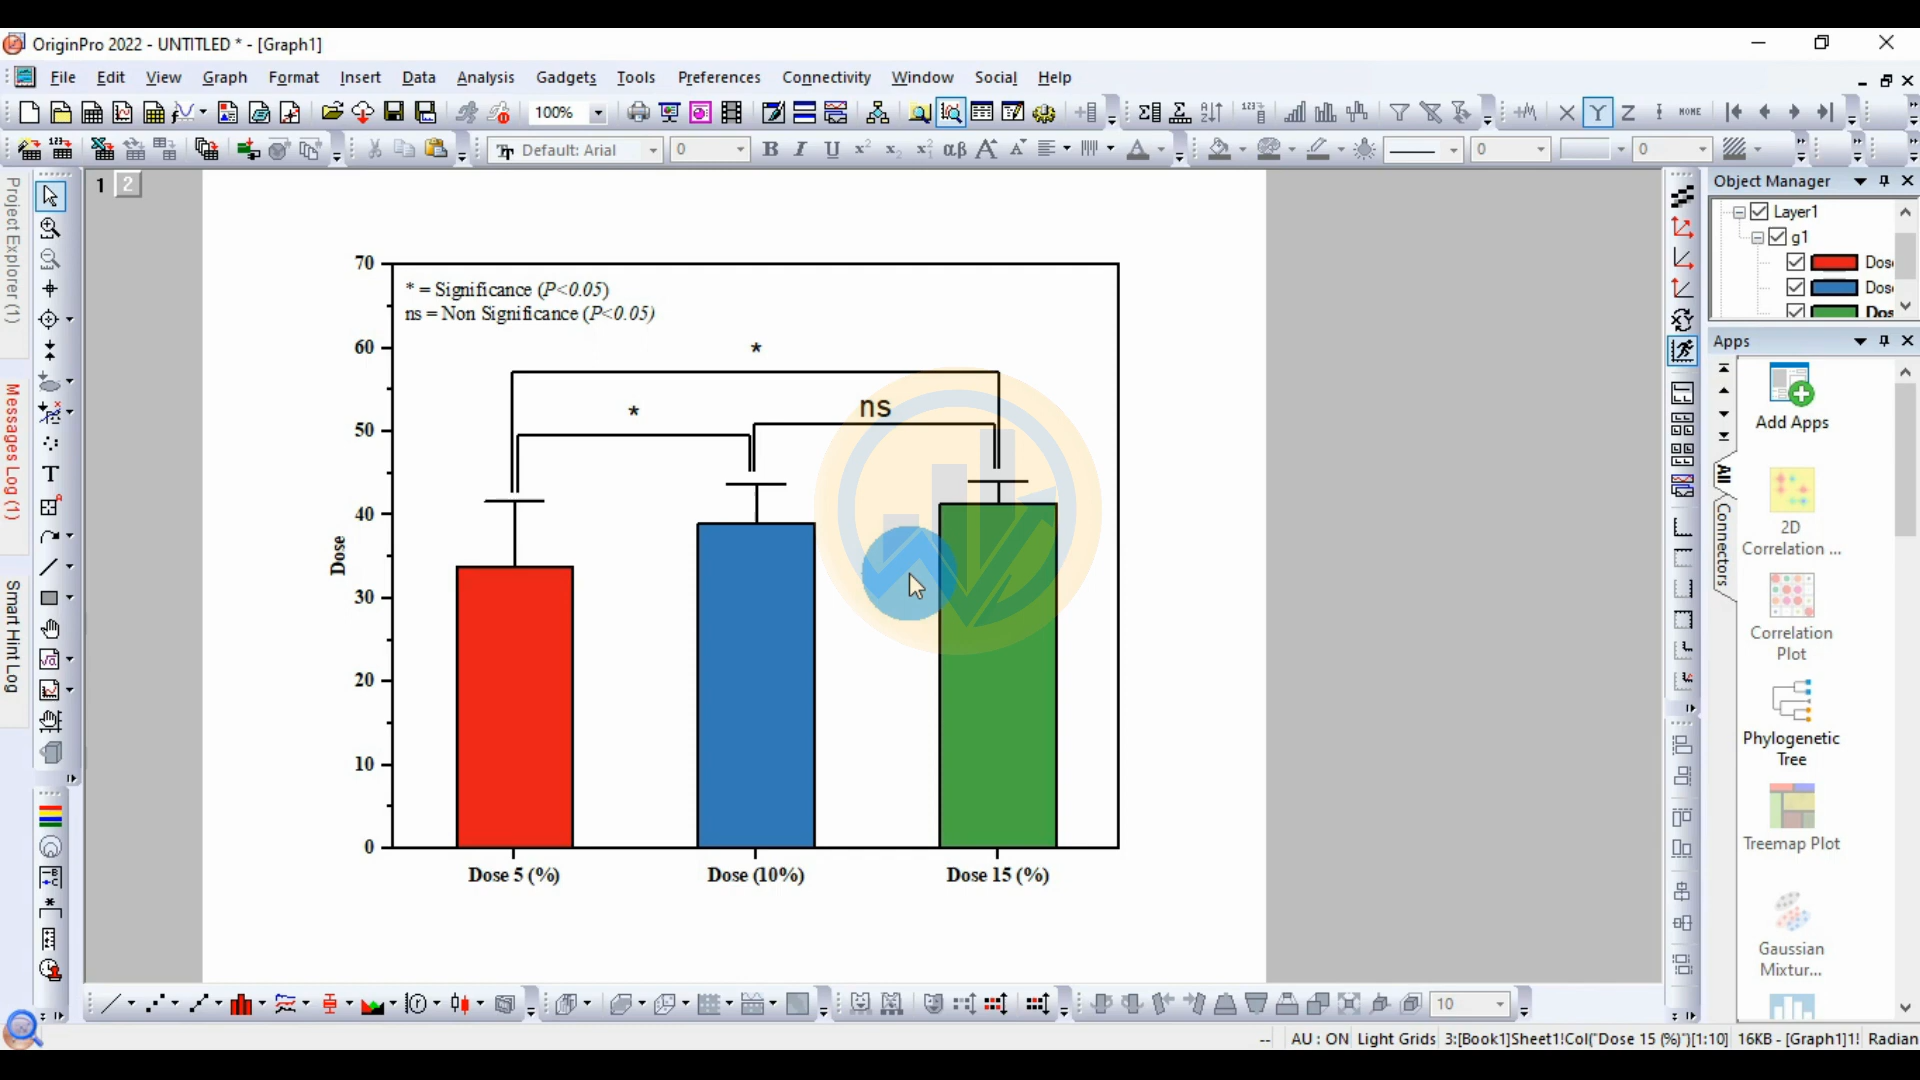 OriginPro 2022 - UNTITLED * - [Graph1]
File Edit View Graph Format Insert Data Analysis Gadgets Tools Preferences Connectivity Window Social Help
100%
Default: Arial 0 B I U αβ A 0 0
Project Explorer (1)
Messages Log (1)
Smart Hint Log
1 2
* = Significance (P<0.05)
ns = Non Significance (P<0.05)
*
*
ns
70
60
50
40
30
20
10
0
Dose
Dose 5 (%) Dose (10%) Dose 15 (%)
Object Manager
Layer1
g1
Dos
Dos
Dos
Apps
All
Connectors
Add Apps
2D
Correlation ...
Correlation
Plot
Phylogenetic
Tree
Treemap Plot
Gaussian
Mixtur...
10
-- AU : ON Light Grids 3:[Book1]Sheet1!Col("Dose 15 (%)")[1:10] 16KB - [Graph1]1! Radian